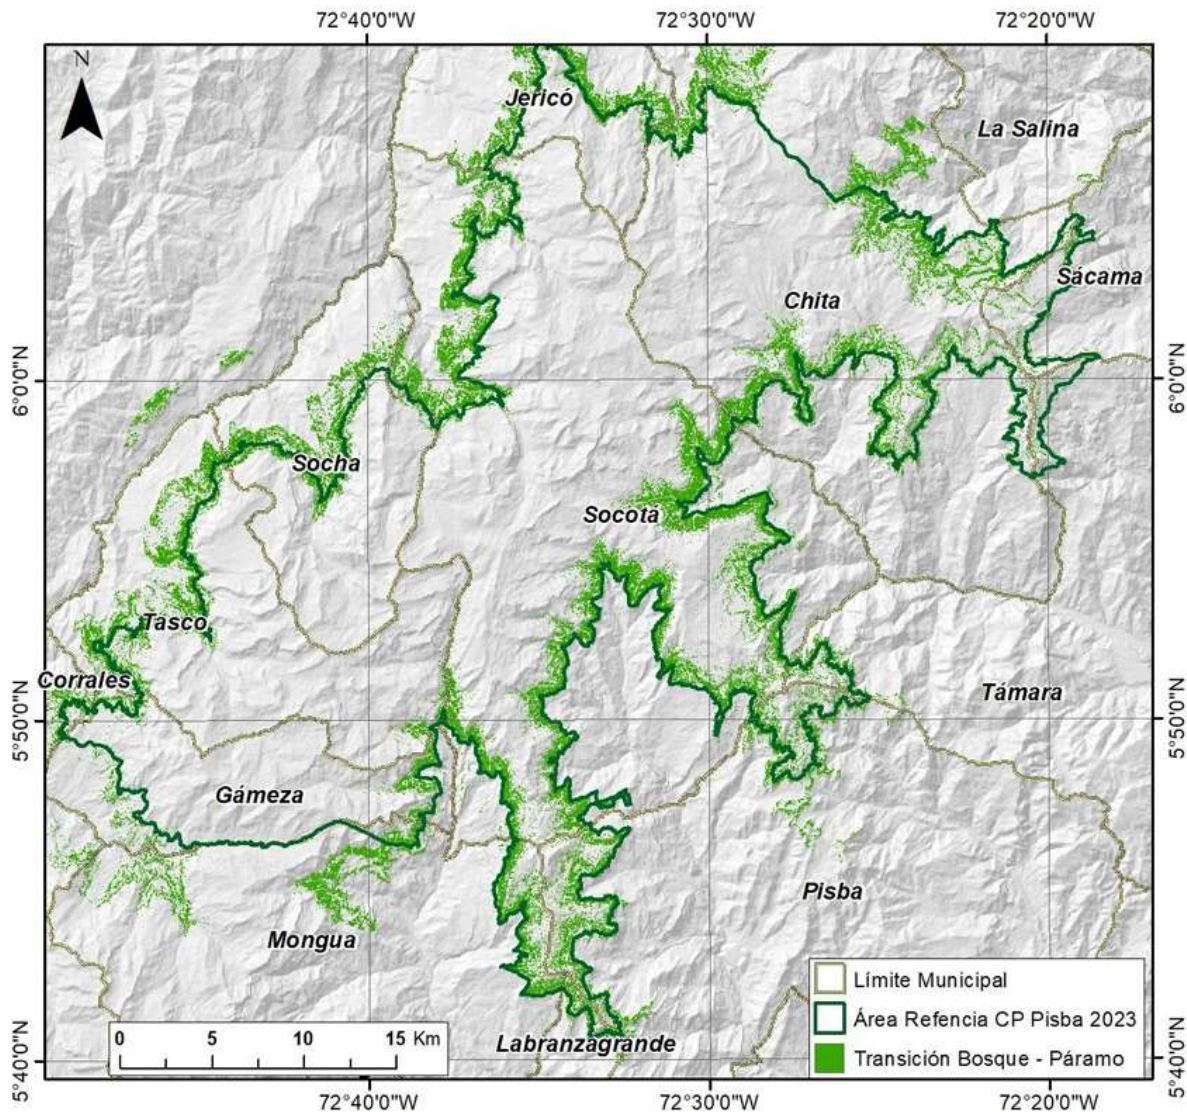 72°40'0"W 72°30'0"W 72°20'0"W
N
Jericó
La Salina
Sácama
Chita
6°0'0"N 6°0'0"N
Socha
Socotá
Tasco
Corrales
Támara
5°50'0"N 5°50'0"N
Gámeza
Pisba
Mongua
Límite Municipal
Área Refencia CP Pisba 2023
Transición Bosque - Páramo
0 5 10 15 Km
Labranzagrande
5°40'0"N 5°40'0"N
72°40'0"W 72°30'0"W 72°20'0"W